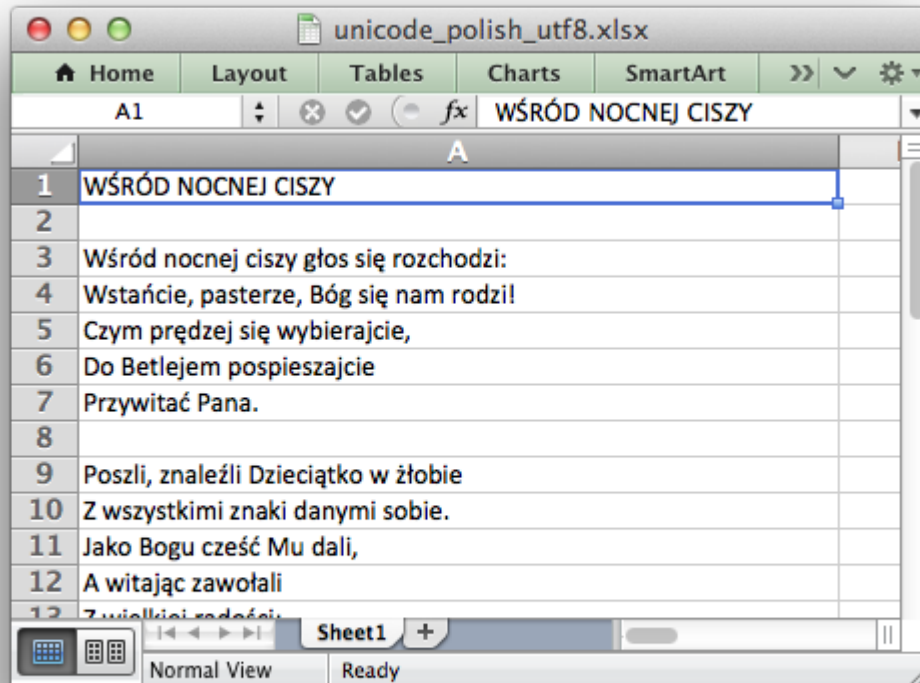 unicode_polish_utf8.xlsx
Home Layout Tables Charts SmartArt
A1 fx WŚRÓD NOCNEJ CISZY
A
1 WŚRÓD NOCNEJ CISZY
2
3 Wśród nocnej ciszy głos się rozchodzi:
4 Wstańcie, pasterze, Bóg się nam rodzi!
5 Czym prędzej się wybierajcie,
6 Do Betlejem pospieszajcie
7 Przywitać Pana.
8
9 Poszli, znaleźli Dzieciątko w żłobie
10 Z wszystkimi znaki danymi sobie.
11 Jako Bogu cześć Mu dali,
12 A witając zawołali
13 Z wielkiej radości:
Sheet1
Normal View Ready